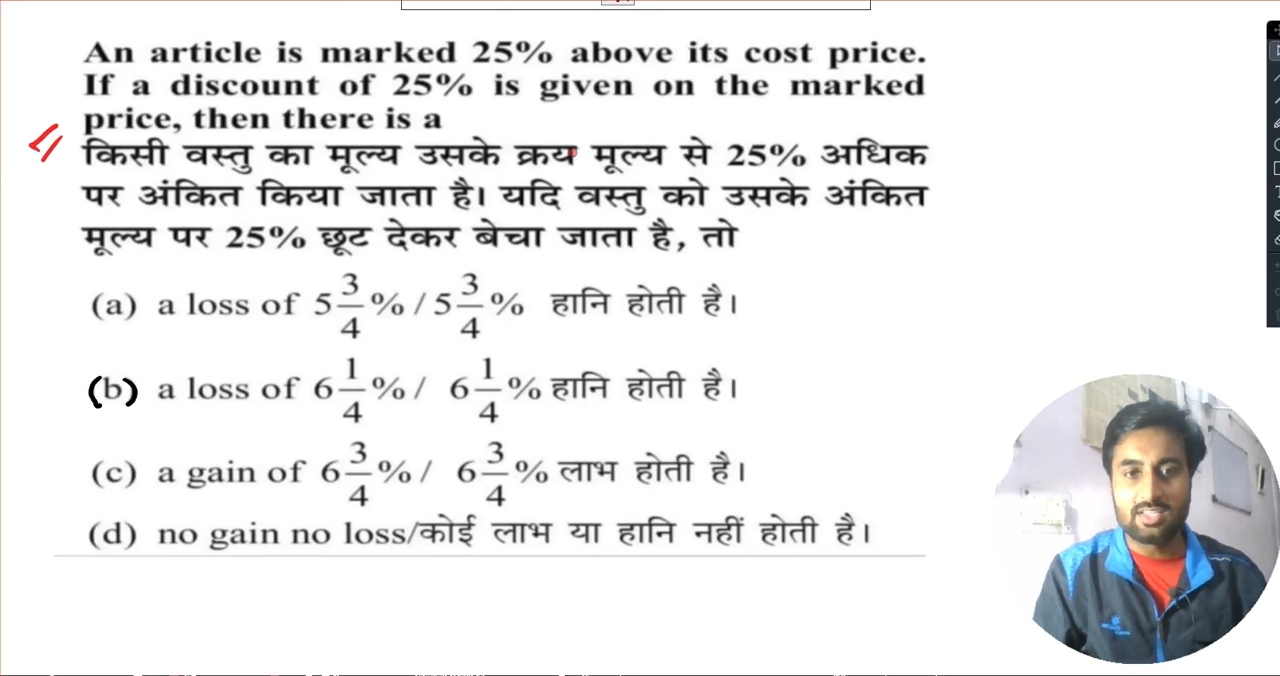 An article is marked 25% above its cost price.
If a discount of 25% is given on the marked
price, then there is a
किसी वस्तु का मूल्य उसके क्रय मूल्य से 25% अधिक
पर अंकित किया जाता है। यदि वस्तु को उसके अंकित
मूल्य पर 25% छूट देकर बेचा जाता है, तो
(a) a loss of 5 3/4 % / 5 3/4 % हानि होती है।
(b) a loss of 6 1/4 % / 6 1/4 % हानि होती है।
(c) a gain of 6 3/4 % / 6 3/4 % लाभ होती है।
(d) no gain no loss/कोई लाभ या हानि नहीं होती है।